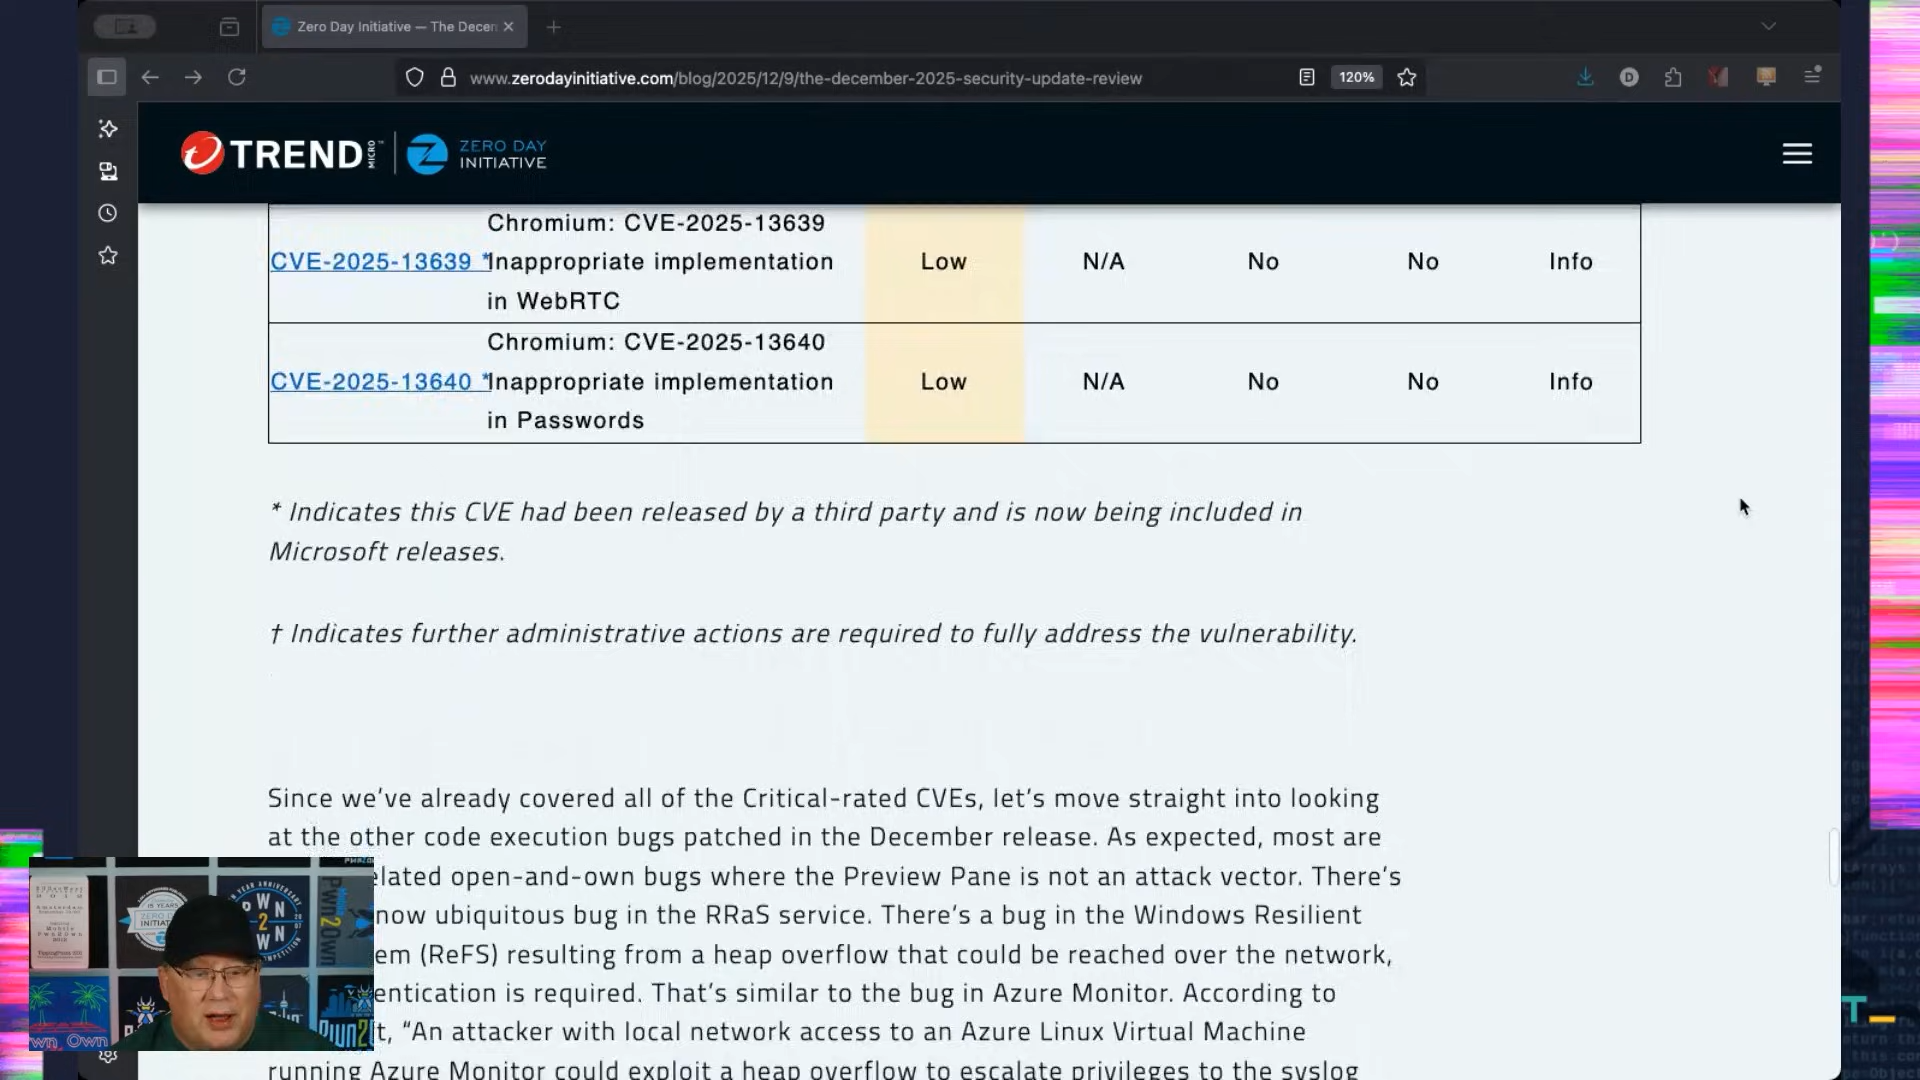 Zero Day Initiative — The Decen
www.zerodayinitiative.com/blog/2025/12/9/the-december-2025-security-update-review
120%
D
TREND MICRO™
ZERO DAY
INITIATIVE
Chromium: CVE-2025-13639
CVE-2025-13639 * Inappropriate implementation Low N/A No No Info
in WebRTC
Chromium: CVE-2025-13640
CVE-2025-13640 * Inappropriate implementation Low N/A No No Info
in Passwords
* Indicates this CVE had been released by a third party and is now being included in
Microsoft releases.
† Indicates further administrative actions are required to fully address the vulnerability.
Since we’ve already covered all of the Critical-rated CVEs, let’s move straight into looking
at the other code execution bugs patched in the December release. As expected, most are
elated open-and-own bugs where the Preview Pane is not an attack vector. There’s
now ubiquitous bug in the RRaS service. There’s a bug in the Windows Resilient
em (ReFS) resulting from a heap overflow that could be reached over the network,
entication is required. That’s similar to the bug in Azure Monitor. According to
t, “An attacker with local network access to an Azure Linux Virtual Machine
running Azure Monitor could exploit a heap overflow to escalate privileges to the syslog
T_